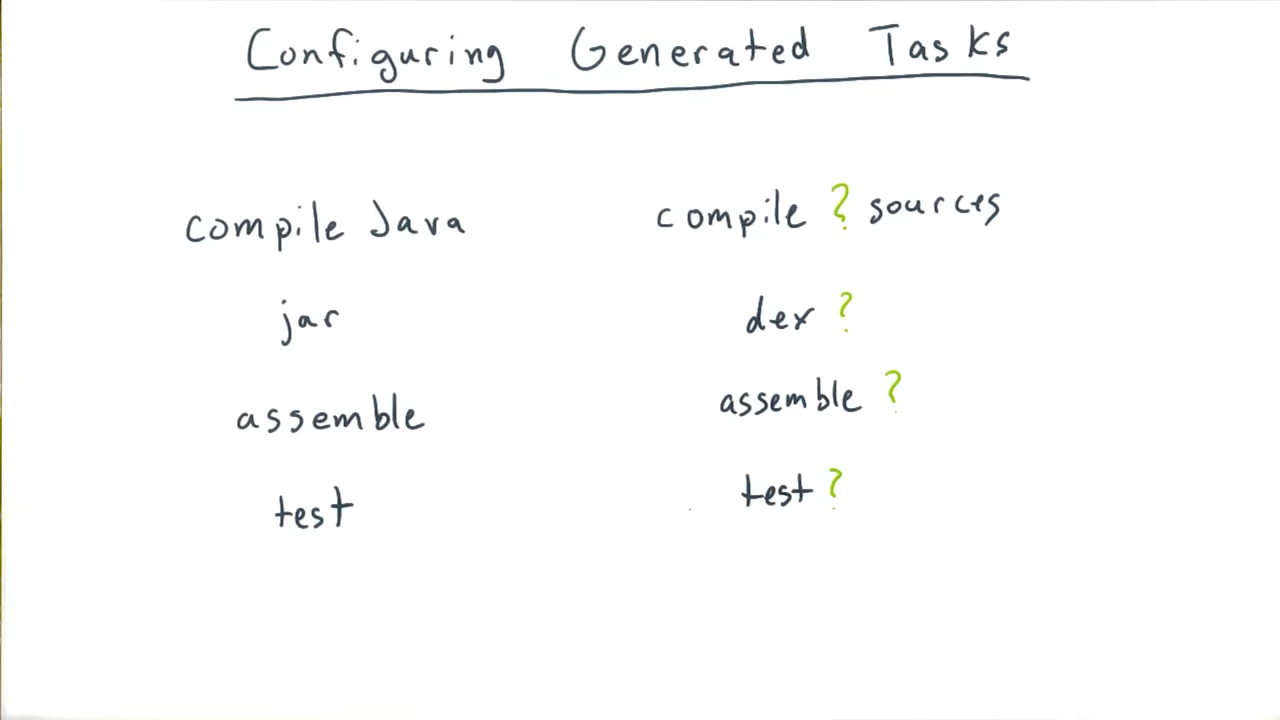 Configuring Generated Tasks
compile Java
jar
assemble
test
compile ? sources
dex ?
assemble ?
test ?